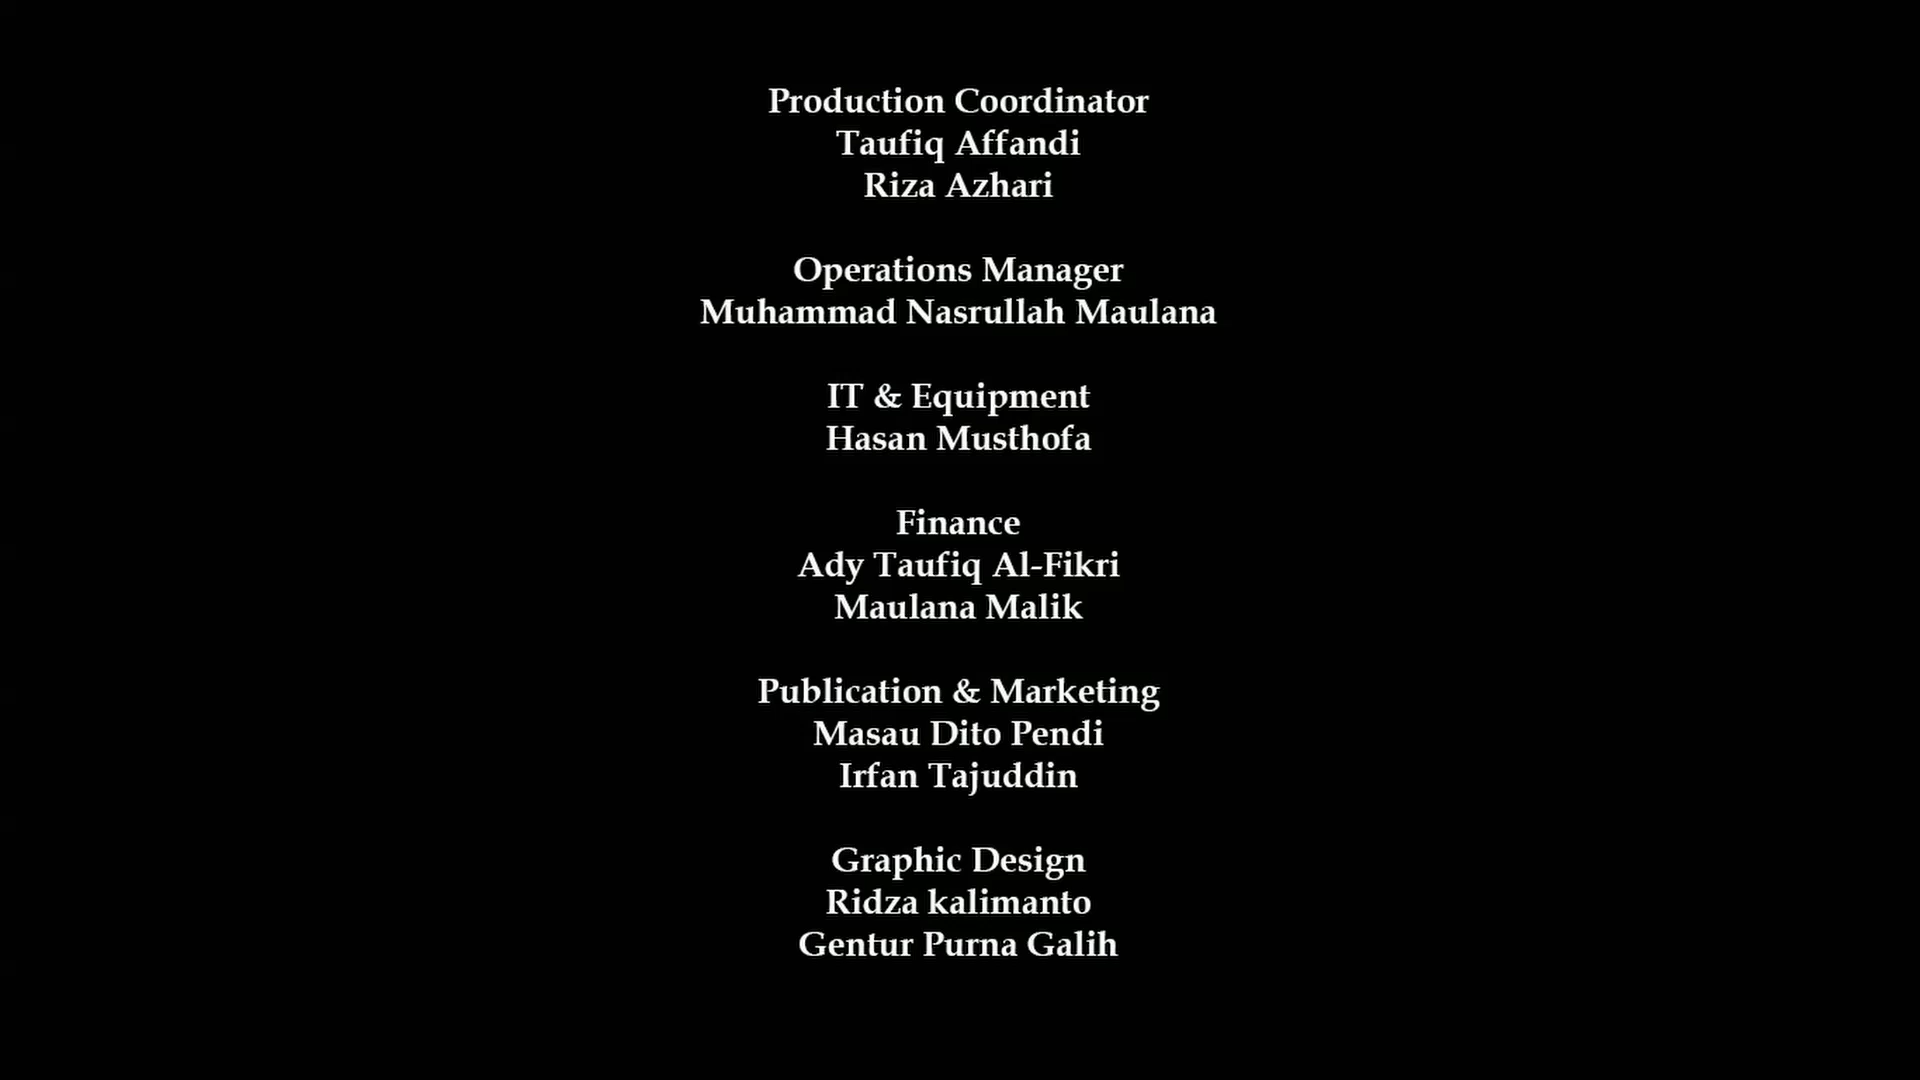 Production Coordinator
Taufiq Affandi
Riza Azhari
Operations Manager
Muhammad Nasrullah Maulana
IT & Equipment
Hasan Musthofa
Finance
Ady Taufiq Al-Fikri
Maulana Malik
Publication & Marketing
Masau Dito Pendi
Irfan Tajuddin
Graphic Design
Ridza kalimanto
Gentur Purna Galih